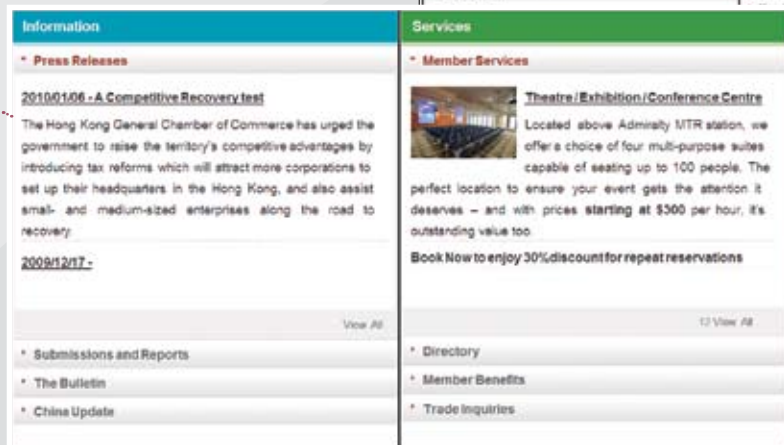 Information
* Press Releases
2010/01/06 - A Competitive Recovery test
The Hong Kong General Chamber of Commerce has urged the
government to raise the territory's competitive advantages by
introducing tax reforms which will attract more corporations to
set up their headquarters in the Hong Kong, and also assist
small- and medium-sized enterprises along the road to
recovery.
2009/12/17 -
View All
* Submissions and Reports
* The Bulletin
* China Update
Services
* Member Services
Theatre / Exhibition / Conference Centre
Located above Admiralty MTR station, we
offer a choice of four multi-purpose suites
capable of seating up to 100 people. The
perfect location to ensure your event gets the attention it
deserves – and with prices starting at $300 per hour, it's
outstanding value too.
Book Now to enjoy 30% discount for repeat reservations
View All
* Directory
* Member Benefits
* Trade Inquiries